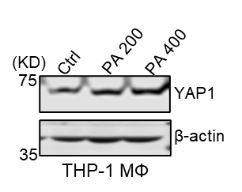 (KD) Ctrl PA 200 PA 400
75
YAP1
β-actin
35
THP-1 MΦ